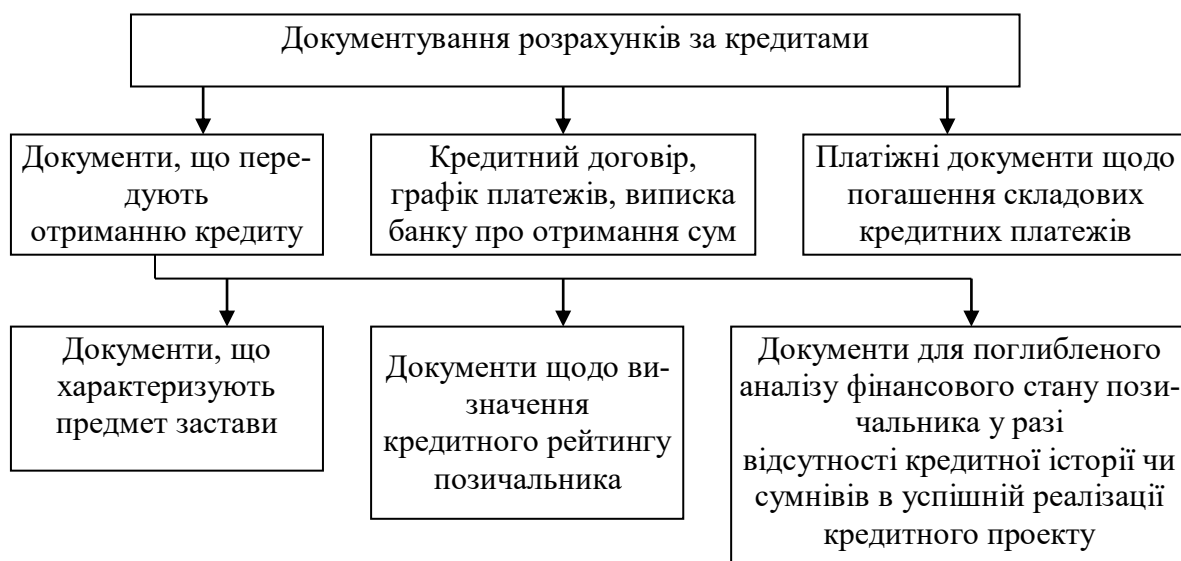 Документування розрахунків за кредитами
Документи, що пере-
дують
отриманню кредиту
Кредитний договір,
графік платежів, виписка
банку про отримання сум
Платіжні документи щодо
погашення складових
кредитних платежів
Документи, що
характеризують
предмет застави
Документи щодо ви-
значення
кредитного рейтингу
позичальника
Документи для поглибленого
аналізу фінансового стану пози-
чальника у разі
відсутності кредитної історії чи
сумнівів в успішній реалізації
кредитного проекту